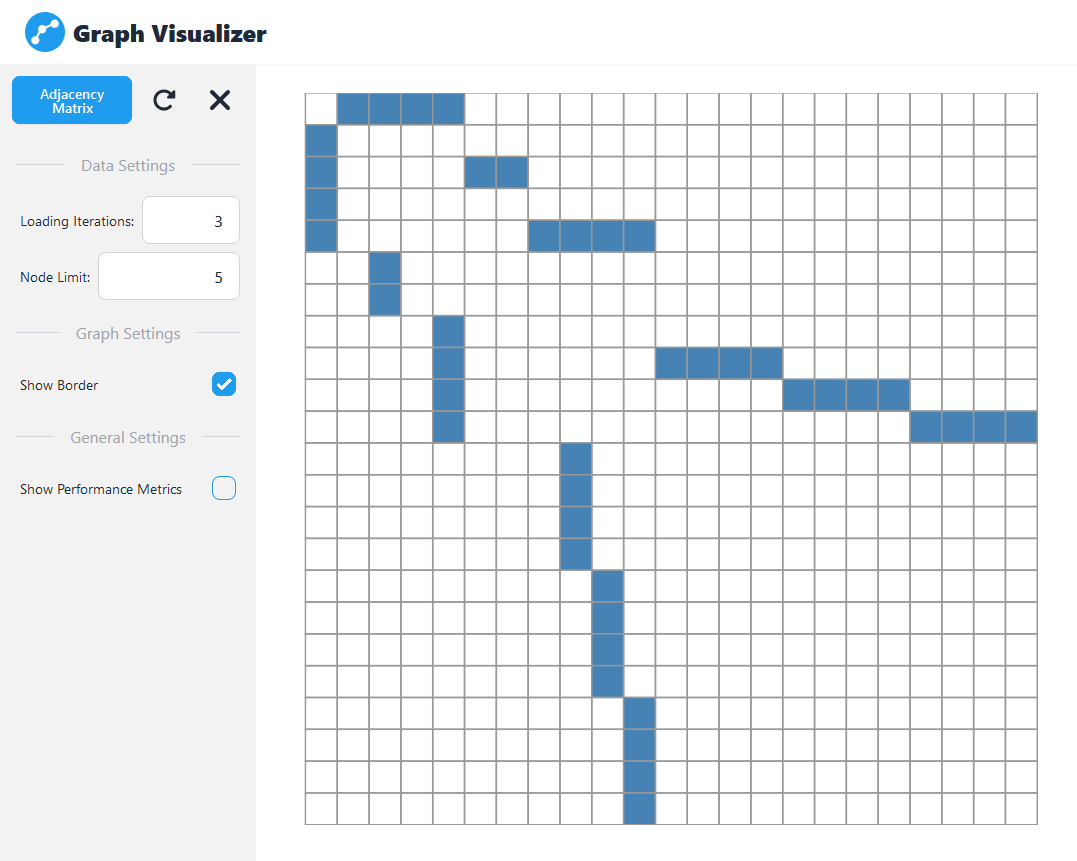 Graph Visualizer
Adjacency
Matrix
Data Settings
Loading Iterations: 3
Node Limit: 5
Graph Settings
Show Border
General Settings
Show Performance Metrics